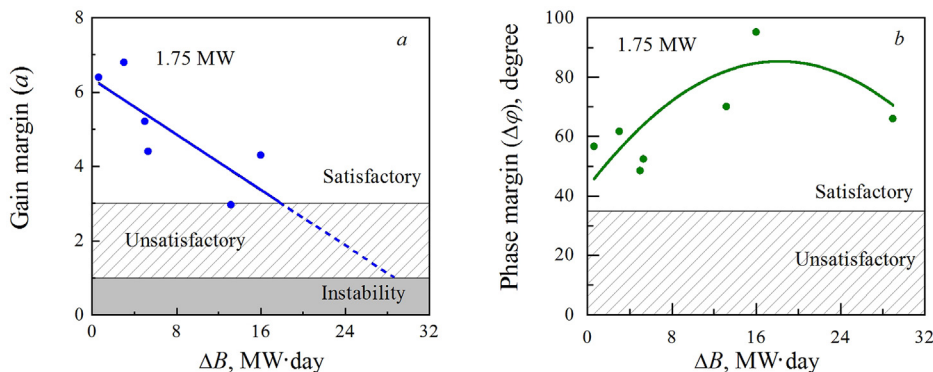 a
1.75 MW
Gain margin (a)
8
6
4
2
0
Satisfactory
Unsatisfactory
Instability
0 8 16 24 32
ΔB, MW·day
b
1.75 MW
Phase margin (Δφ), degree
100
80
60
40
20
0
Satisfactory
Unsatisfactory
0 8 16 24 32
ΔB, MW·day